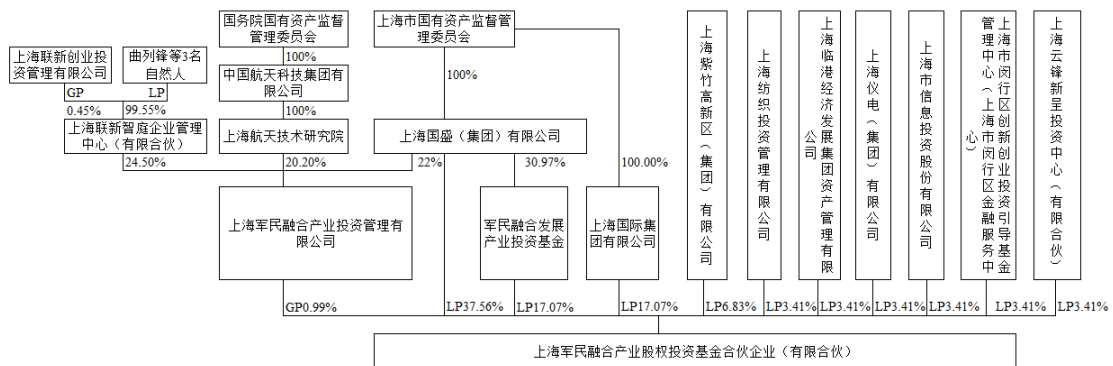 国务院国有资产监督
管理委员会
上海市国有资产监督管
理委员会
上海联新创业投
资管理有限公司
曲列锋等3名
自然人
100%
中国航天科技集团有
限公司
100%
GP
LP
0.45%
99.55%
100%
上海联新智庭企业管理
中心（有限合伙）
上海航天技术研究院
上海国盛（集团）有限公司
24.50%
20.20%
22%
30.97%
100.00%
上海军民融合产业投资管理有
限公司
军民融合发展
产业投资基金
上海国际集
团有限公司
上海紫竹高新区（集团）有限公司
上海纺织投资管理有限公司
上海临港经济发展集团资产管理有限
公司
上海仪电（集团）有限公司
上海市信息投资股份有限公司
上海市闵行区创新创业投资引导基金
管理中心（上海市闵行区金融服务中
心）
上海云锋新呈投资中心（有限合伙）
GP0.99%
LP37.56%
LP17.07%
LP17.07%
LP6.83%
LP3.41%
LP3.41%
LP3.41%
LP3.41%
LP3.41%
LP3.41%
上海军民融合产业股权投资基金合伙企业（有限合伙）